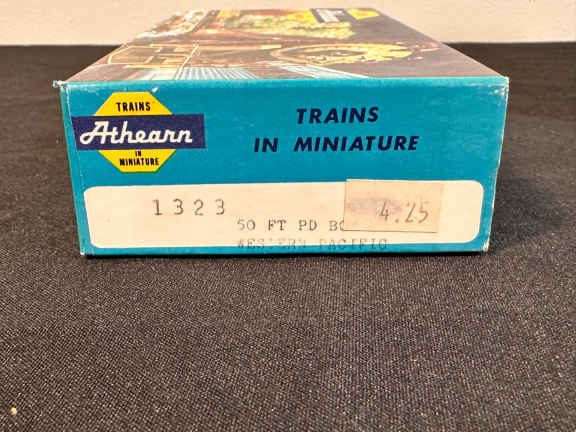 TRAINS
Athearn
IN
MINIATURE
TRAINS
IN MINIATURE
1323
4.25
50 FT PD
WESTERN PACIFIC